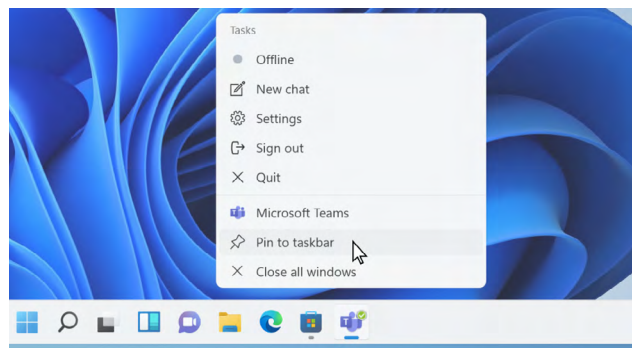 Tasks
Offline
New chat
Settings
Sign out
Quit
Microsoft Teams
Pin to taskbar
Close all windows